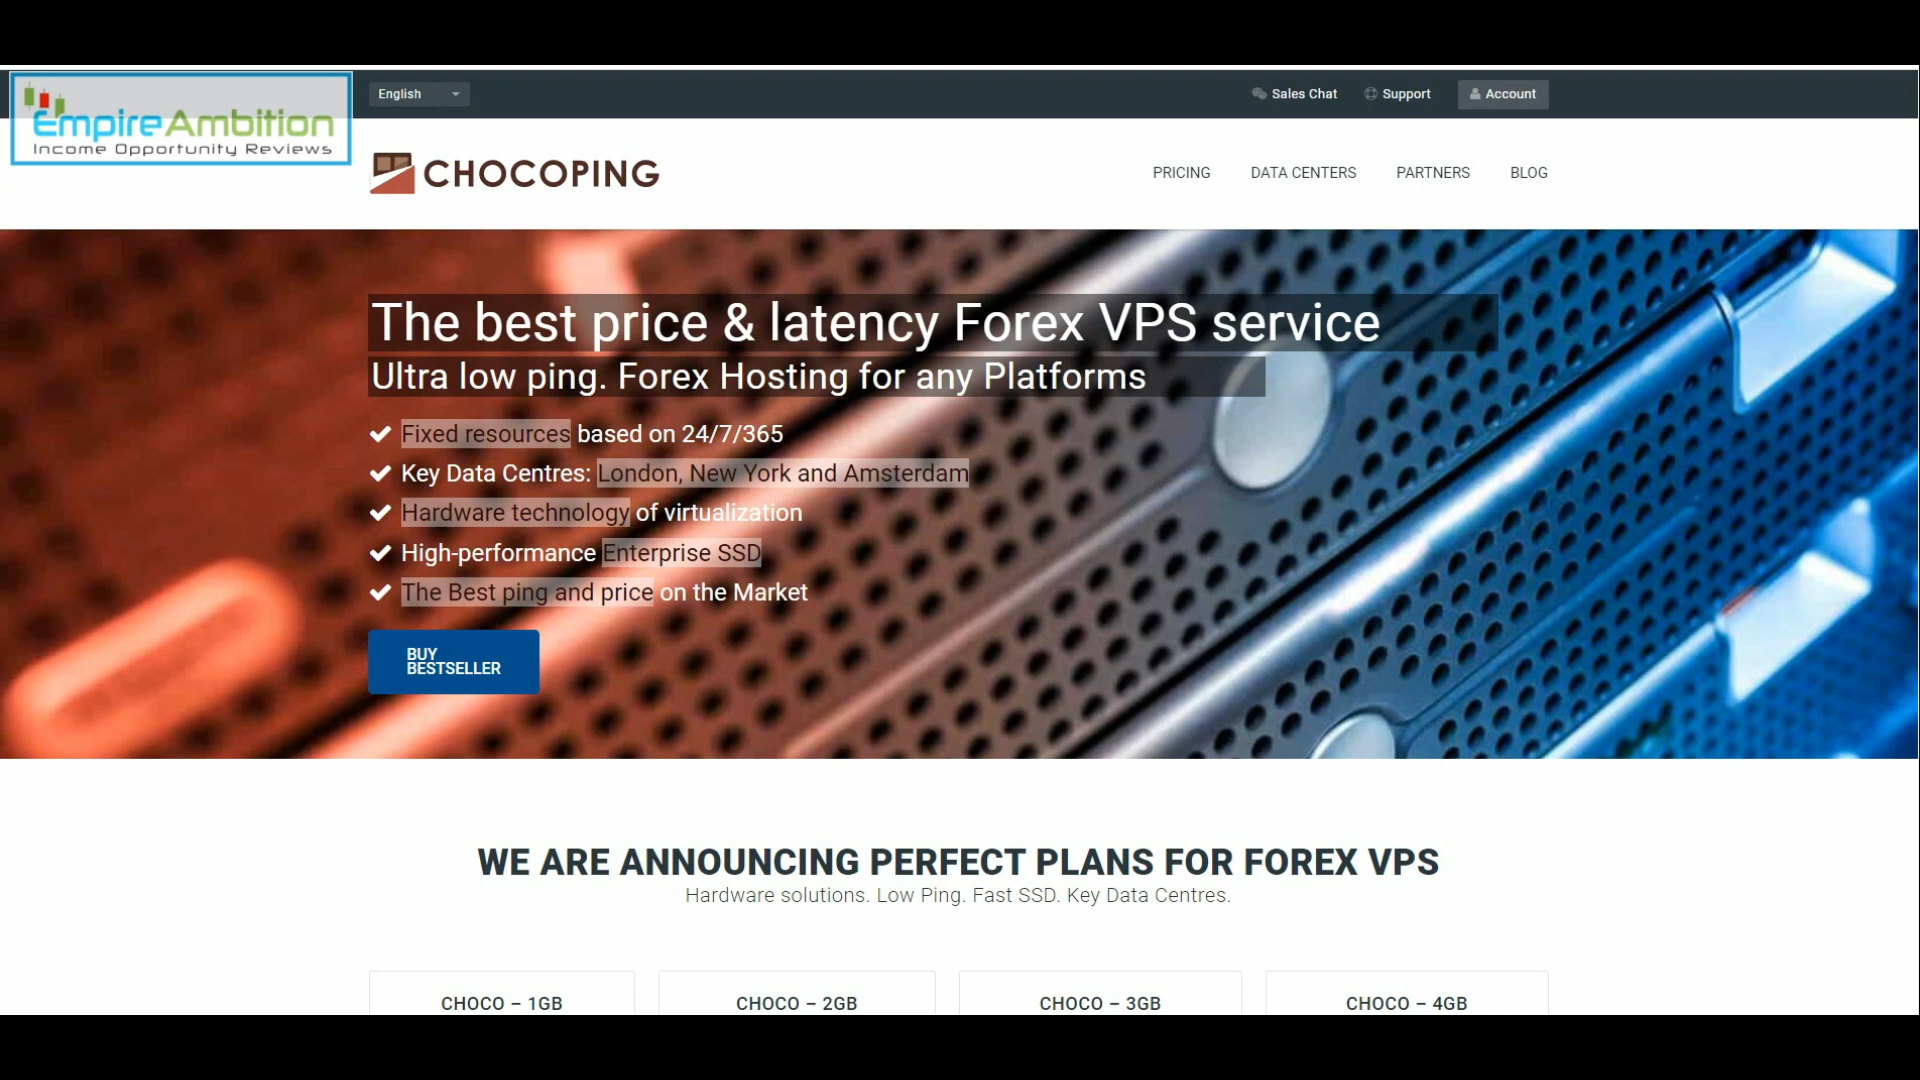 EmpireAmbition
Income Opportunity Reviews
English
Sales Chat
Support
Account
CHOCOPING
PRICING
DATA CENTERS
PARTNERS
BLOG
The best price & latency Forex VPS service
Ultra low ping. Forex Hosting for any Platforms
Fixed resources based on 24/7/365
Key Data Centres: London, New York and Amsterdam
Hardware technology of virtualization
High-performance Enterprise SSD
The Best ping and price on the Market
BUY
BESTSELLER
WE ARE ANNOUNCING PERFECT PLANS FOR FOREX VPS
Hardware solutions. Low Ping. Fast SSD. Key Data Centres.
CHOCO – 1GB
CHOCO – 2GB
CHOCO – 3GB
CHOCO – 4GB